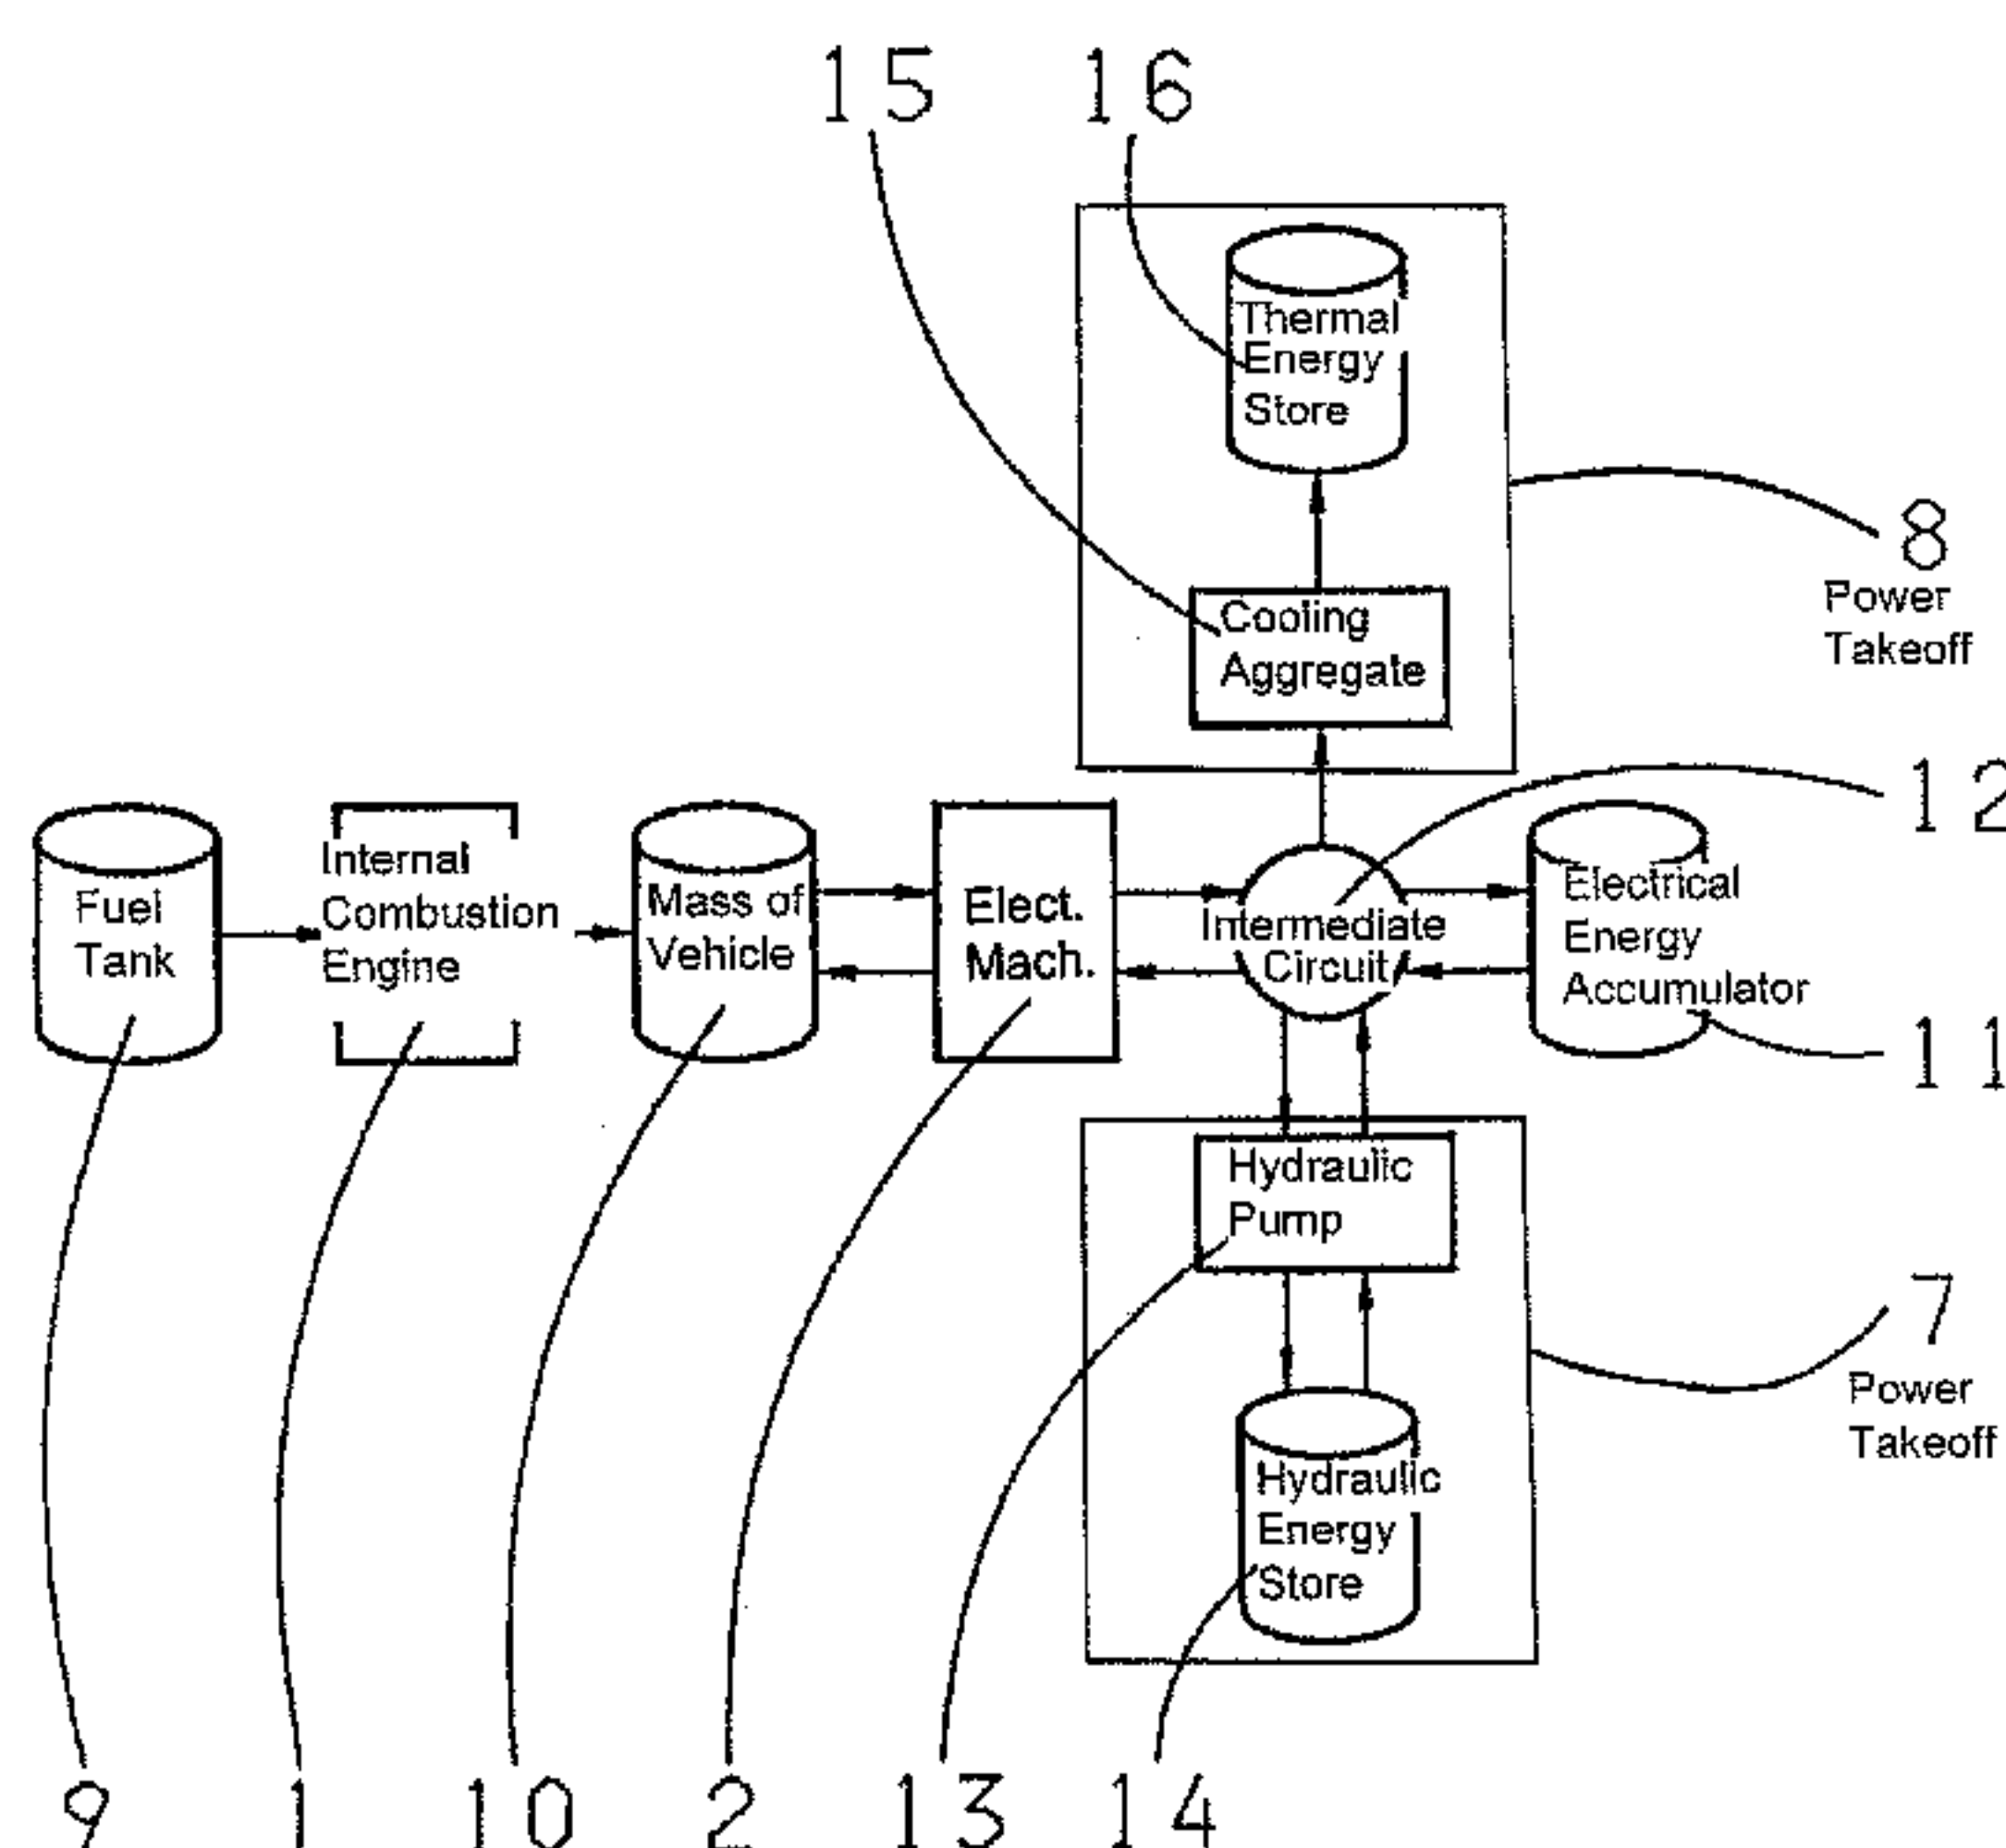 15 16
Thermal
Energy
Store
8
Power
Takeoff
Cooling
Aggregate
12
Fuel
Tank
Internal
Combustion
Engine
Mass of
Vehicle
Elect.
Mach.
Intermediate
Circuit
Electrical
Energy
Accumulator
11
Hydraulic
Pump
7
Power
Takeoff
Hydraulic
Energy
Store
9 1 10 2 13 14